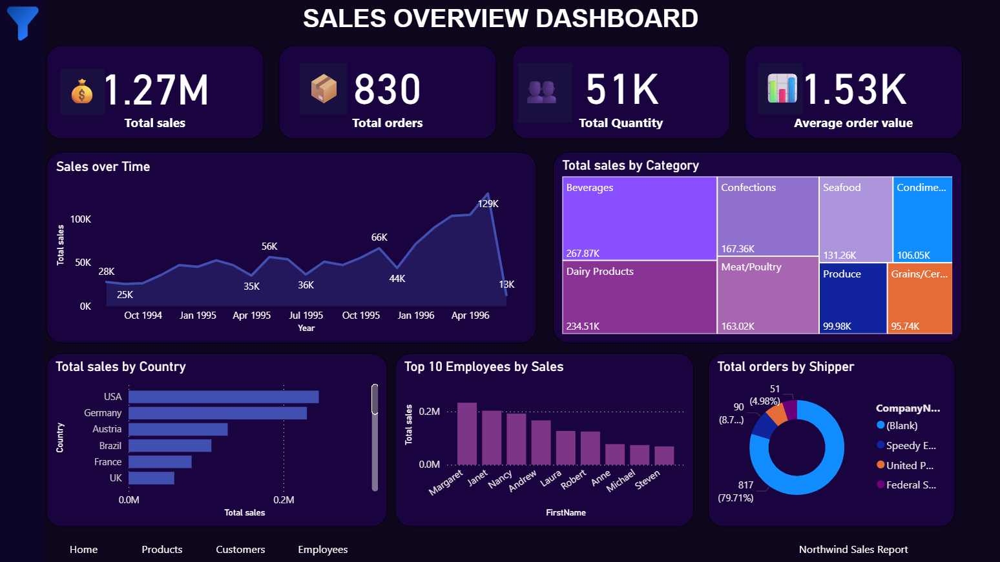 SALES OVERVIEW DASHBOARD
1.27M
Total sales
830
Total orders
51K
Total Quantity
1.53K
Average order value
Sales over Time
Total sales
100K
50K
0K
28K
25K
35K
56K
36K
66K
44K
129K
13K
Oct 1994
Jan 1995
Apr 1995
Jul 1995
Oct 1995
Jan 1996
Apr 1996
Year
Total sales by Category
Beverages
267.87K
Dairy Products
234.51K
Confections
167.36K
Meat/Poultry
163.02K
Seafood
131.26K
Condime...
106.05K
Produce
99.98K
Grains/Cer...
95.74K
Total sales by Country
Country
USA
Germany
Austria
Brazil
France
UK
0.0M
0.2M
Total sales
Top 10 Employees by Sales
Total sales
0.2M
0.0M
Margaret
Janet
Nancy
Andrew
Laura
Robert
Anne
Michael
Steven
FirstName
Total orders by Shipper
51
(4.98%)
90
(8.7...)
817
(79.71%)
CompanyN...
(Blank)
Speedy E...
United P...
Federal S...
Home
Products
Customers
Employees
Northwind Sales Report